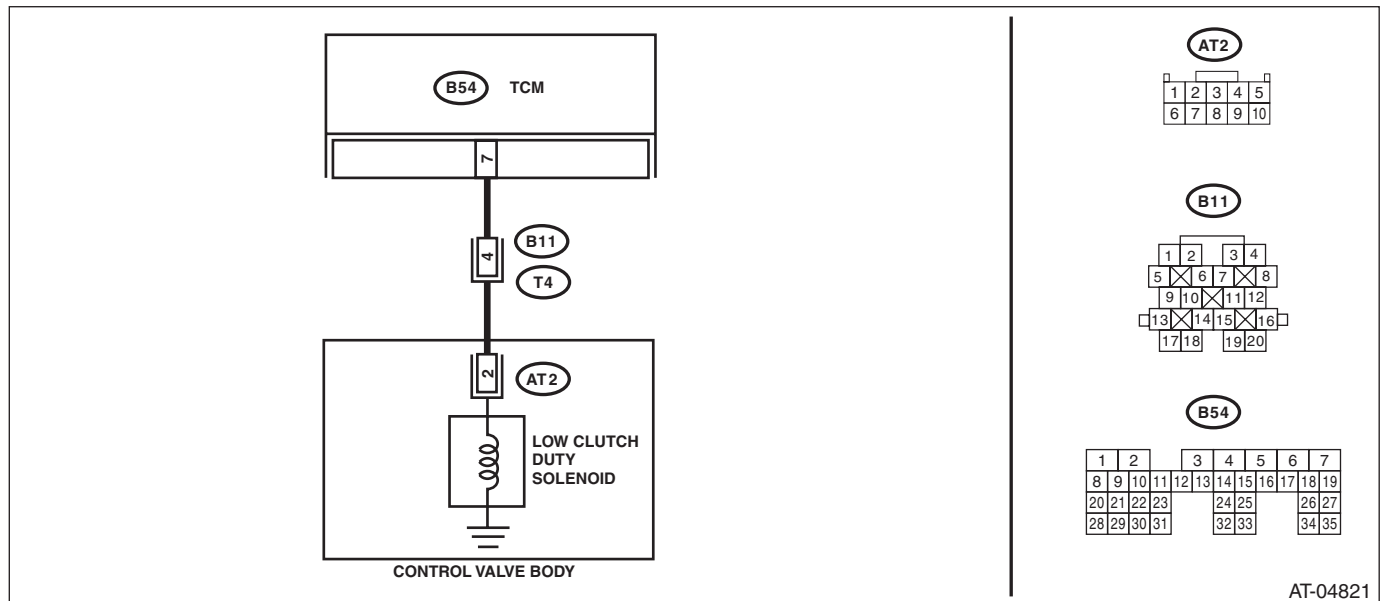 B54 TCM
7
4
B11
T4
2
AT2
LOW CLUTCH
DUTY
SOLENOID
CONTROL VALVE BODY
AT2
1 2 3 4 5
6 7 8 9 10
B11
1 2 3 4
5 6 7 8
9 10 11 12
13 14 15 16
17 18 19 20
B54
1 2 3 4 5 6 7
8 9 10 11 12 13 14 15 16 17 18 19
20 21 22 23 24 25 26 27
28 29 30 31 32 33 34 35
AT-04821